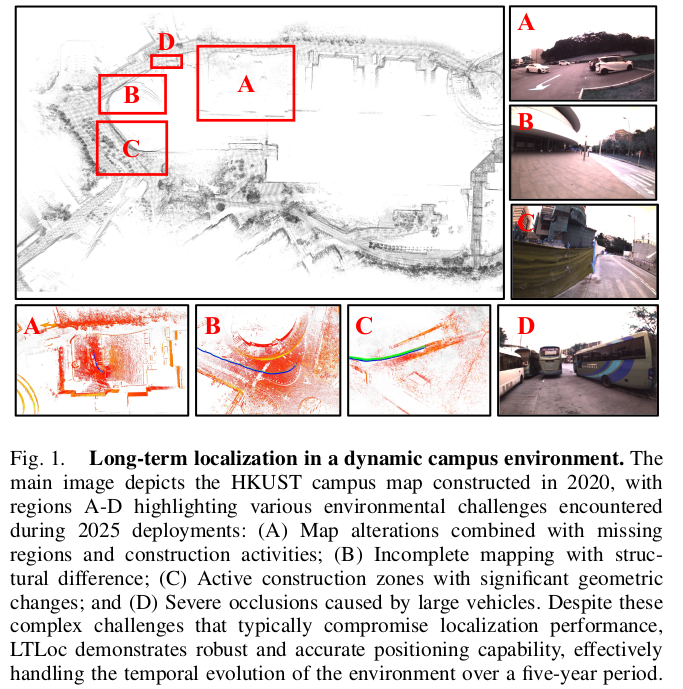 A
D
A
B
B
C
C
A
B
C
D
Fig. 1. Long-term localization in a dynamic campus environment. The
main image depicts the HKUST campus map constructed in 2020, with
regions A-D highlighting various environmental challenges encountered
during 2025 deployments: (A) Map alterations combined with missing
regions and construction activities; (B) Incomplete mapping with struc-
tural difference; (C) Active construction zones with significant geometric
changes; and (D) Severe occlusions caused by large vehicles. Despite these
complex challenges that typically compromise localization performance,
LTLoc demonstrates robust and accurate positioning capability, effectively
handling the temporal evolution of the environment over a five-year period.